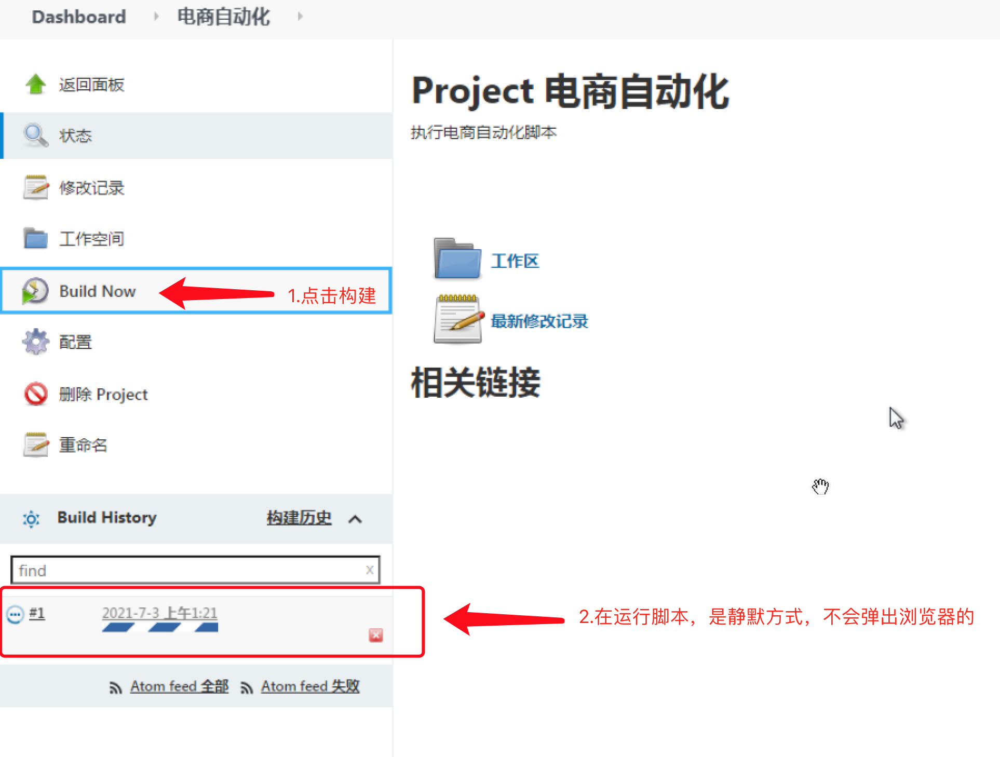 Dashboard 电商自动化
返回面板
状态
修改记录
工作空间
Build Now
1.点击构建
配置
删除 Project
重命名
Build History 构建历史
find x
#1 2021-7-3 上午1:21
Atom feed 全部 Atom feed 失败
Project 电商自动化
执行电商自动化脚本
工作区
最新修改记录
相关链接
2.在运行脚本，是静默方式，不会弹出浏览器的